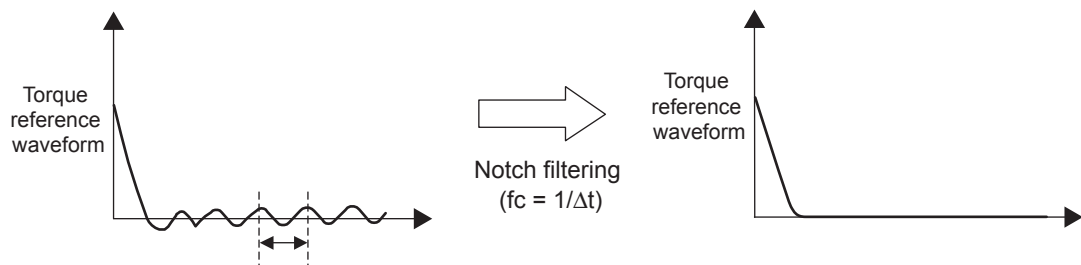 Torque
reference
waveform
Notch filtering
(fc = 1/Δt)
Torque
reference
waveform